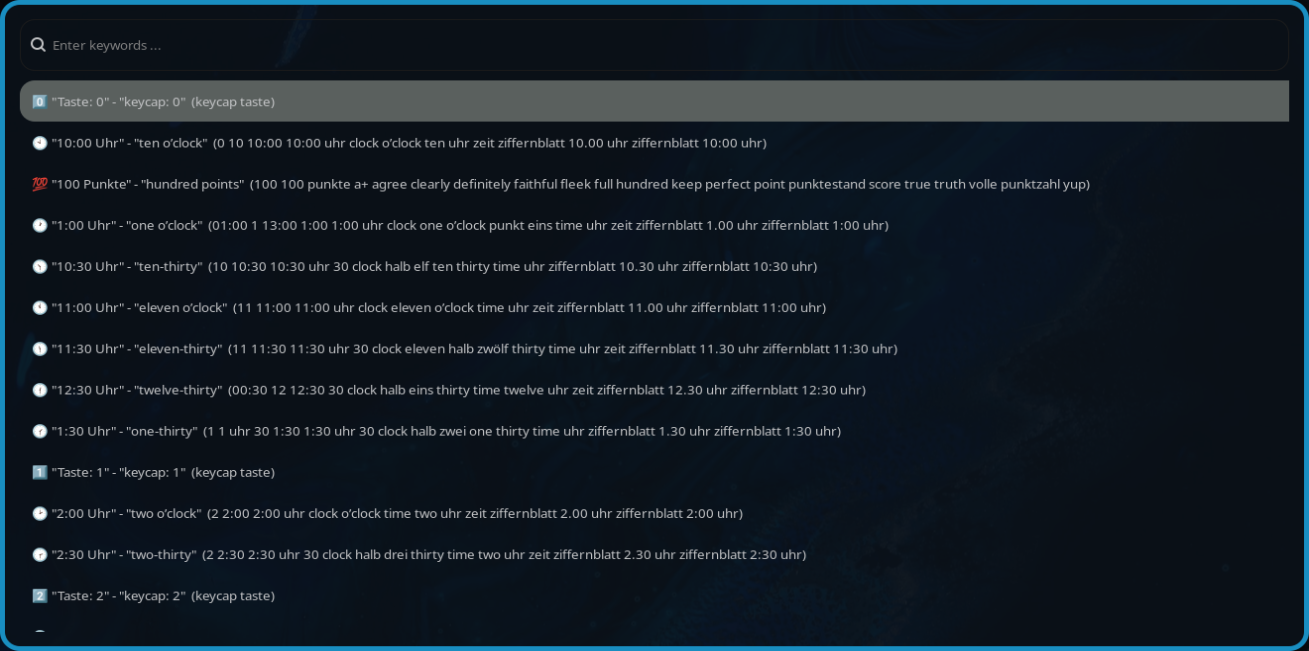 Enter keywords ...
0️⃣ "Taste: 0" - "keycap: 0" (keycap taste)
🕙 "10:00 Uhr" - "ten o’clock" (0 10 10:00 10:00 uhr clock o’clock ten uhr zeit ziffernblatt 10.00 uhr ziffernblatt 10:00 uhr)
💯 "100 Punkte" - "hundred points" (100 100 punkte a+ agree clearly definitely faithful fleek full hundred keep perfect point punktestand score true truth volle punktzahl yup)
🕐 "1:00 Uhr" - "one o’clock" (01:00 1 13:00 1:00 1:00 uhr clock one o’clock punkt eins time uhr zeit ziffernblatt 1.00 uhr ziffernblatt 1:00 uhr)
🕥 "10:30 Uhr" - "ten-thirty" (10 10:30 10:30 uhr 30 clock halb elf ten thirty time uhr ziffernblatt 10.30 uhr ziffernblatt 10:30 uhr)
🕚 "11:00 Uhr" - "eleven o’clock" (11 11:00 11:00 uhr clock eleven o’clock time uhr zeit ziffernblatt 11.00 uhr ziffernblatt 11:00 uhr)
🕦 "11:30 Uhr" - "eleven-thirty" (11 11:30 11:30 uhr 30 clock eleven halb zwölf thirty time uhr zeit ziffernblatt 11.30 uhr ziffernblatt 11:30 uhr)
🕧 "12:30 Uhr" - "twelve-thirty" (00:30 12 12:30 30 clock halb eins thirty time twelve uhr zeit ziffernblatt 12.30 uhr ziffernblatt 12:30 uhr)
🕜 "1:30 Uhr" - "one-thirty" (1 1 uhr 30 1:30 1:30 uhr 30 clock halb zwei one thirty time uhr ziffernblatt 1.30 uhr ziffernblatt 1:30 uhr)
1️⃣ "Taste: 1" - "keycap: 1" (keycap taste)
🕑 "2:00 Uhr" - "two o’clock" (2 2:00 2:00 uhr clock o’clock time two uhr zeit ziffernblatt 2.00 uhr ziffernblatt 2:00 uhr)
🕝 "2:30 Uhr" - "two-thirty" (2 2:30 2:30 uhr 30 clock halb drei thirty time two uhr zeit ziffernblatt 2.30 uhr ziffernblatt 2:30 uhr)
2️⃣ "Taste: 2" - "keycap: 2" (keycap taste)